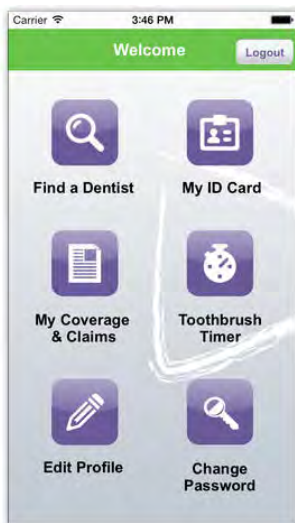 Carrier 3:46 PM
Welcome
Logout
Find a Dentist My ID Card
My Coverage
& Claims
Toothbrush
Timer
Edit Profile
Change
Password